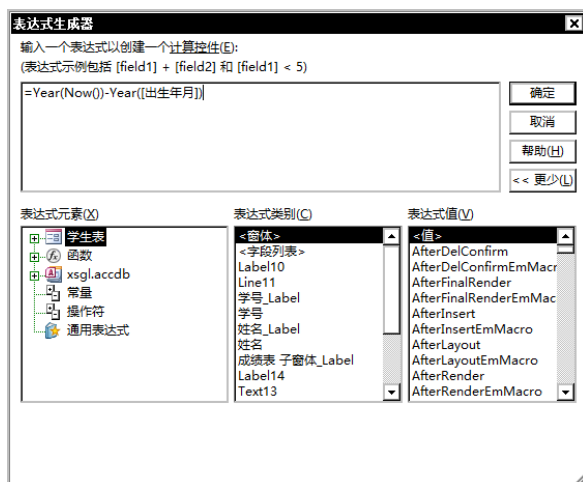 表达式生成器
输入一个表达式以创建一个计算控件(E):
(表达式示例包括 [field1] + [field2] 和 [field1] < 5)
=Year(Now())-Year([出生年月])
确定
取消
帮助(H)
<< 更少(L)
表达式元素(X)
学生表
函数
xsgl.accdb
常量
操作符
通用表达式
表达式类别(C)
<窗体>
<字段列表>
Label10
Line11
学号_Label
学号
姓名_Label
姓名
成绩表 子窗体_Label
Label14
Text13
表达式值(V)
<值>
AfterDelConfirm
AfterDelConfirmEmMacr
AfterFinalRender
AfterFinalRenderEmMac
AfterInsert
AfterInsertEmMacro
AfterLayout
AfterLayoutEmMacro
AfterRender
AfterRenderEmMacro